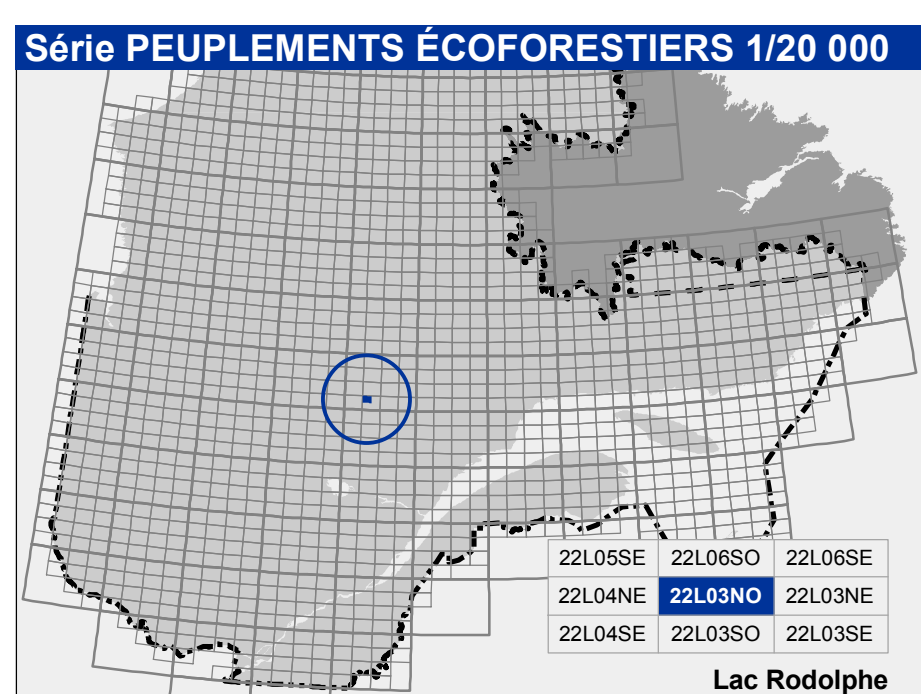 Série PEUPLEMENTS ÉCOFORESTIERS 1/20 000
22L05SE 22L06SO 22L06SE
22L04NE 22L03NO 22L03NE
22L04SE 22L03SO 22L03SE
Lac Rodolphe